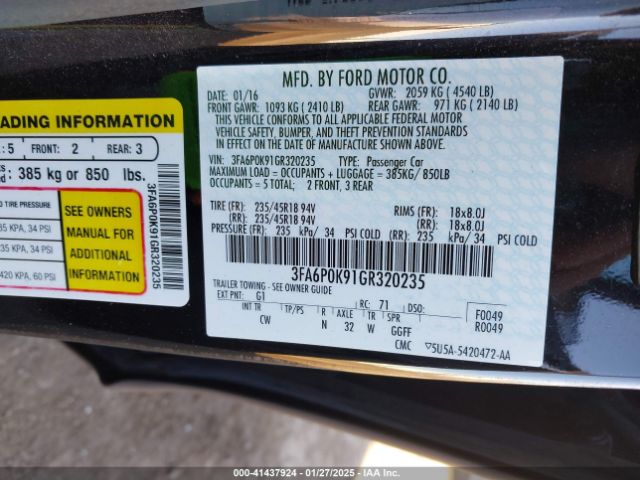 MFD. BY FORD MOTOR CO.
DATE: 01/16 GVWR: 2059 KG ( 4540 LB)
FRONT GAWR: 1093 KG ( 2410 LB) REAR GAWR: 971 KG ( 2140 LB)
THIS VEHICLE CONFORMS TO ALL APPLICABLE FEDERAL MOTOR VEHICLE
SAFETY, BUMPER, AND THEFT PREVENTION STANDARDS
IN EFFECT ON THE DATE OF MANUFACTURE SHOWN ABOVE.
VIN: 3FA6P0K91GR320235 TYPE: Passenger Car
MAXIMUM LOAD = OCCUPANTS + LUGGAGE = 385KG/ 850LB
OCCUPANTS = 5 TOTAL; 2 FRONT, 3 REAR
TIRE (FR): 235/45R18 94V RIMS (FR): 18x8.0J
(RR): 235/45R18 94V (RR): 18x8.0J
PRESSURE (FR): 235 kPa/ 34 PSI COLD (RR): 235 kPa/ 34 PSI COLD
3FA6P0K91GR320235
TRAILER TOWING - SEE OWNER GUIDE
EXT PNT: G1 RC: 71 DSO:
INT TR TP/PS R AXLE TR SPR
CW N 32 W GGFF
F0049
R0049
CMC 5U5A-5420472-AA
ADING INFORMATION
: 5 FRONT: 2 REAR: 3
385 kg or 850 lbs.
D TIRE PRESSURE
5 KPA, 34 PSI
35 KPA, 34 PSI
420 KPA, 60 PSI
SEE OWNERS
MANUAL FOR
ADDITIONAL
INFORMATION
3FA6P0K91GR320235
00-41437924 | 01/27/2025 | IAAI.COM